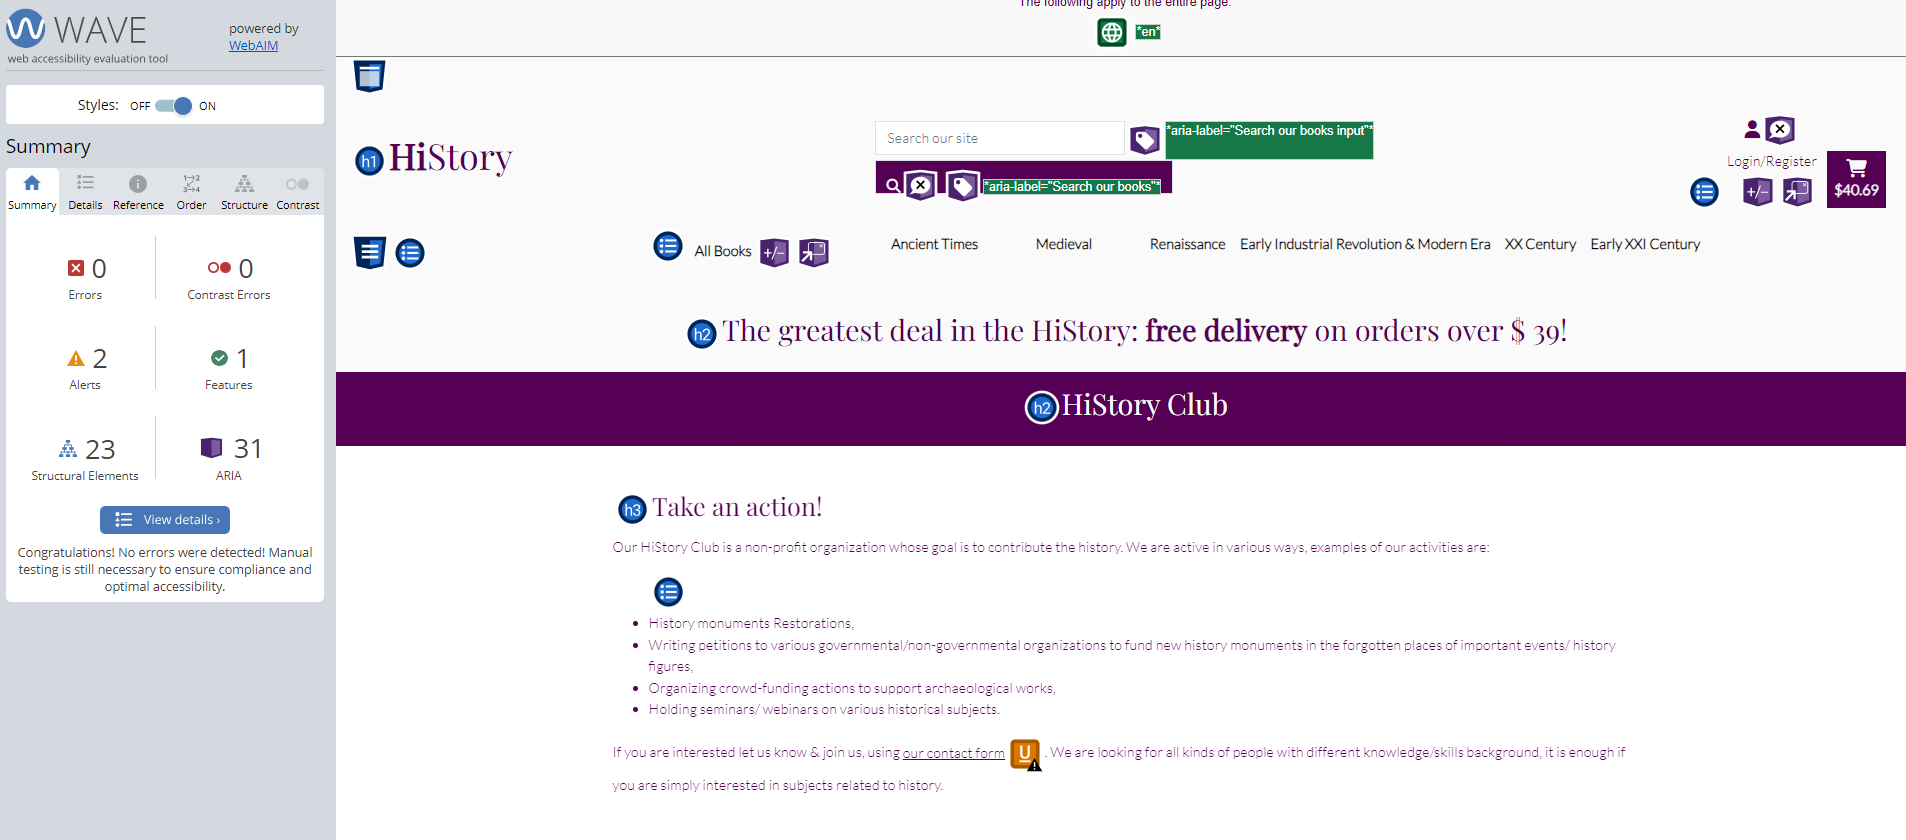 WAVE
powered by
WebAIM
web accessibility evaluation tool
Styles: OFF ON
Summary
Summary Details Reference Order Structure Contrast
0
Errors
0
Contrast Errors
2
Alerts
1
Features
23
Structural Elements
31
ARIA
View details ›
Congratulations! No errors were detected! Manual
testing is still necessary to ensure compliance and
optimal accessibility.
The following apply to the entire page:
*en*
h1 HiStory
Search our site
*aria-label="Search our books input"*
*aria-label="Search our books"*
Login/Register
+/-
$40.69
All Books +/- Ancient Times Medieval Renaissance Early Industrial Revolution & Modern Era XX Century Early XXI Century
h2 The greatest deal in the HiStory: free delivery on orders over $ 39!
h2 HiStory Club
h3 Take an action!
Our HiStory Club is a non-profit organization whose goal is to contribute the history. We are active in various ways, examples of our activities are:
History monuments Restorations,
Writing petitions to various governmental/non-governmental organizations to fund new history monuments in the forgotten places of important events/ history
figures,
Organizing crowd-funding actions to support archaeological works,
Holding seminars/ webinars on various historical subjects.
If you are interested let us know & join us, using our contact form U . We are looking for all kinds of people with different knowledge/skills background, it is enough if
you are simply interested in subjects related to history.